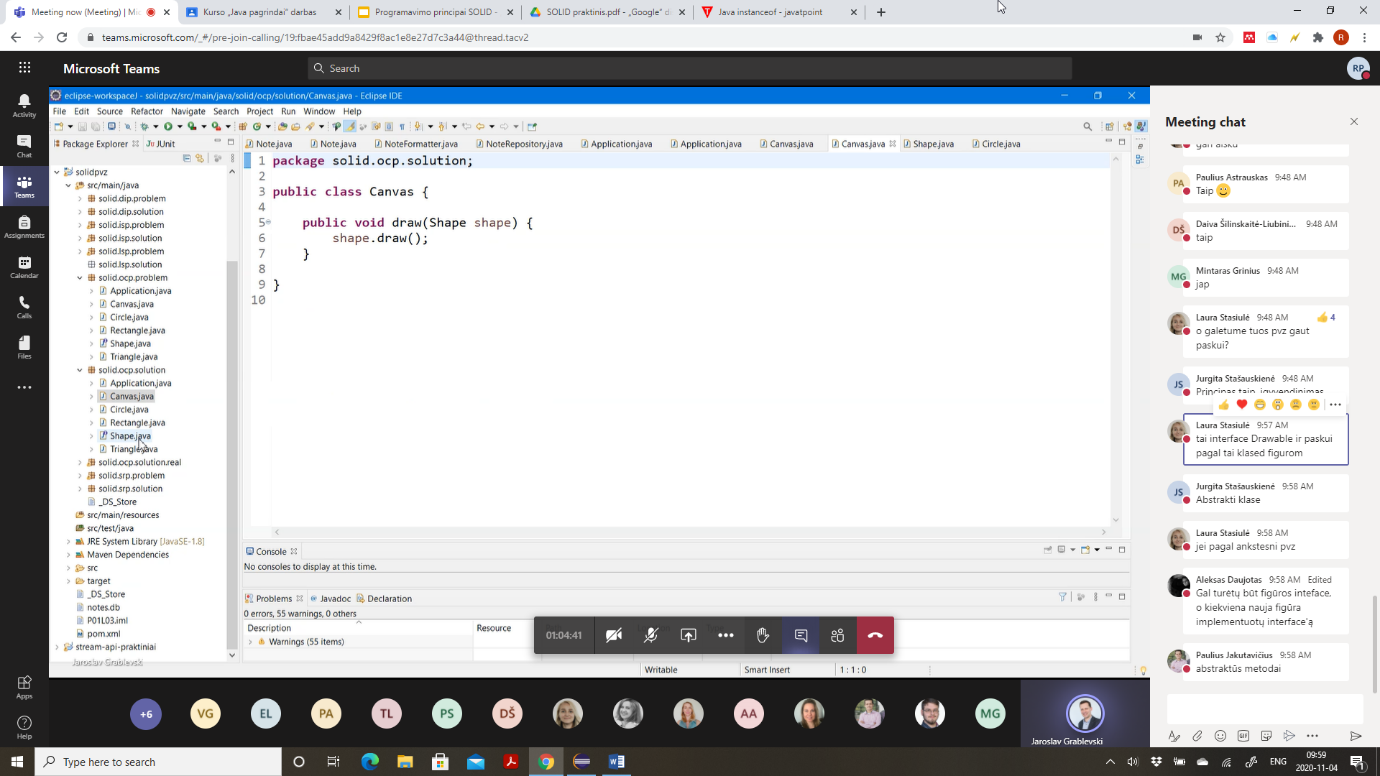 Meeting now (Meeting) | Mi
Kurso „Java pagrindai" darbas
Programavimo principai SOLID -
SOLID praktinis.pdf - „Google" d
Java instanceof - javatpoint
teams.microsoft.com/_#/pre-join-calling/19:fbae45add9a8429f8ac1e8e27d7c3a44@thread.tacv2
R
Microsoft Teams
Search
RP
Activity
Chat
Teams
Assignments
Calendar
Calls
Files
Apps
Help
eclipse-workspaceJ - solidpvz/src/main/java/solid/ocp/solution/Canvas.java - Eclipse IDE
File Edit Source Refactor Navigate Search Project Run Window Help
Package Explorer
JUnit
Note.java
Note.java
NoteFormatter.java
NoteRepository.java
Application.java
Application.java
Canvas.java
Canvas.java
Shape.java
Circle.java
solidpvz
src/main/java
solid.dip.problem
solid.dip.solution
solid.isp.problem
solid.isp.solution
solid.lsp.problem
solid.lsp.solution
solid.ocp.problem
Application.java
Canvas.java
Circle.java
Rectangle.java
Shape.java
Triangle.java
solid.ocp.solution
Application.java
Canvas.java
Circle.java
Rectangle.java
Shape.java
Triangle.java
solid.ocp.solution.real
solid.srp.problem
solid.srp.solution
_DS_Store
src/main/resources
src/test/java
JRE System Library [JavaSE-1.8]
Maven Dependencies
src
target
_DS_Store
notes.db
P01L03.iml
pom.xml
stream-api-praktiniai
Jaroslav Grablevski
1 package solid.ocp.solution;
2
3 public class Canvas {
4
5 public void draw(Shape shape) {
6 shape.draw();
7 }
8
9 }
10
Console
No consoles to display at this time.
Problems Javadoc Declaration
0 errors, 55 warnings, 0 others
Description
Resource
Warnings (55 items)
01:04:41
Writable
Smart Insert
1 : 1 : 0
+6
VG
EL
PA
TL
PS
DŠ
AA
MG
Jaroslav Grablevski
Meeting chat
gan aišku
PA
Paulius Astrauskas 9:48 AM
Taip
DŠ
Daiva Šilinskaitė-Liubini... 9:48 AM
taip
MG
Mintaras Grinius 9:48 AM
jap
Laura Stasiulė 9:48 AM
4
o galetume tuos pvz gaut
paskui?
JS
Jurgita Stašauskienė 9:48 AM
Principas taip, įgyvendinimas
Laura Stasiulė 9:57 AM
tai interface Drawable ir paskui
pagal tai klased figurom
JS
Jurgita Stašauskienė 9:58 AM
Abstrakti klase
Laura Stasiulė 9:58 AM
jei pagal ankstesni pvz
Aleksas Daujotas 9:58 AM Edited
Gal turėtų būt figūros inteface,
o kiekviena nauja figūra
implementuotų interface'ą
Paulius Jakutavičius 9:58 AM
abstraktūs metodai
Type here to search
ENG
09:59
2020-11-04
1